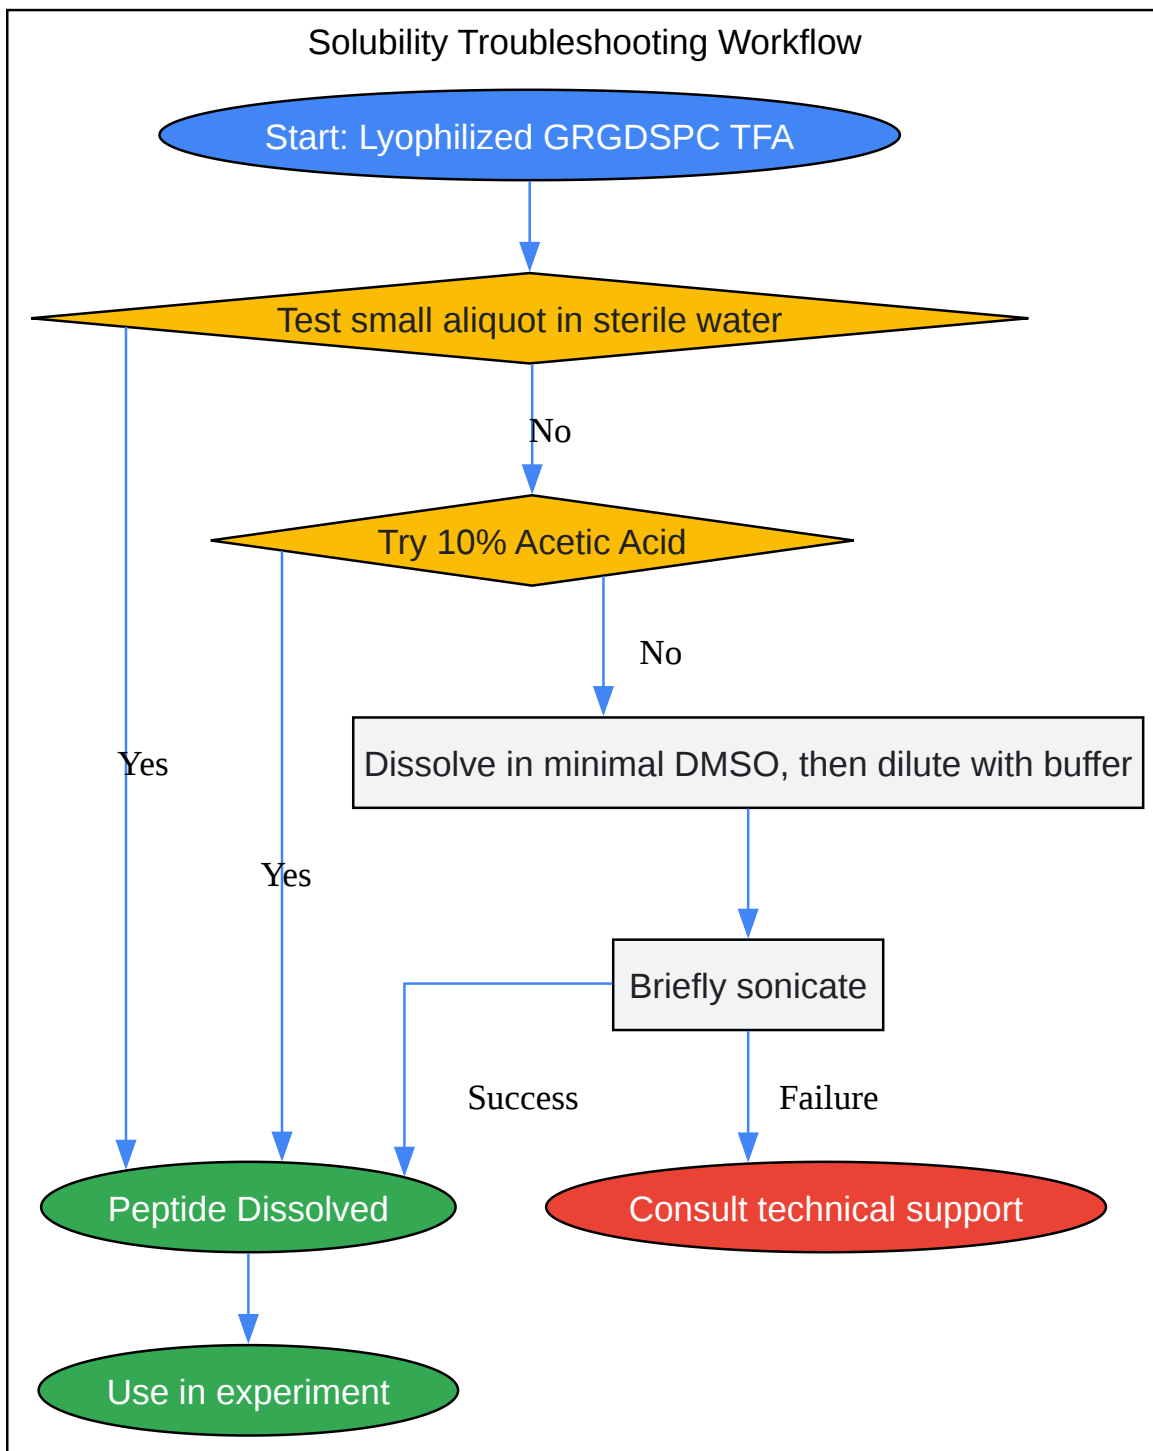 Solubility Troubleshooting Workflow
Start: Lyophilized GRGDSPC TFA
Test small aliquot in sterile water
No
Try 10% Acetic Acid
No
Dissolve in minimal DMSO, then dilute with buffer
Yes
Yes
Briefly sonicate
Success
Failure
Peptide Dissolved
Consult technical support
Use in experiment